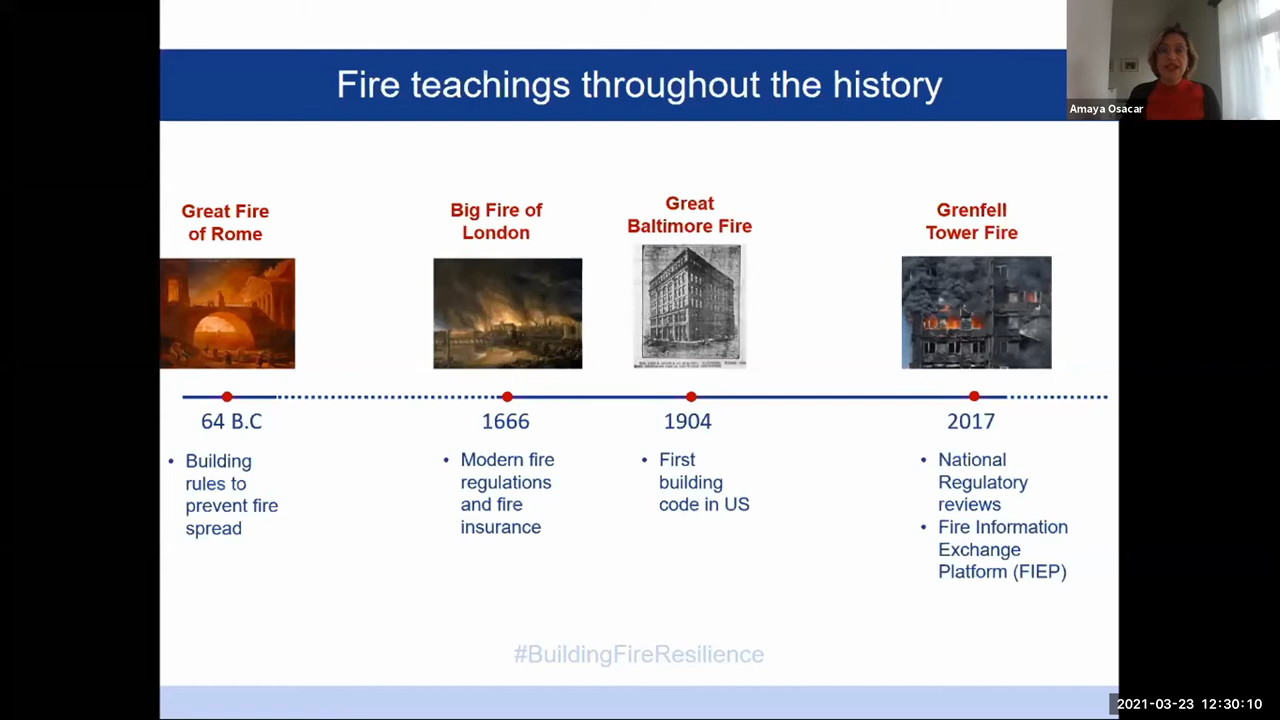 Fire teachings throughout the history
Amaya Osacar
Great Fire
of Rome
Big Fire of
London
Great
Baltimore Fire
Grenfell
Tower Fire
64 B.C
1666
1904
2017
• Building
rules to
prevent fire
spread
• Modern fire
regulations
and fire
insurance
• First
building
code in US
• National
Regulatory
reviews
• Fire Information
Exchange
Platform (FIEP)
#BuildingFireResilience
2021-03-23 12:30:10